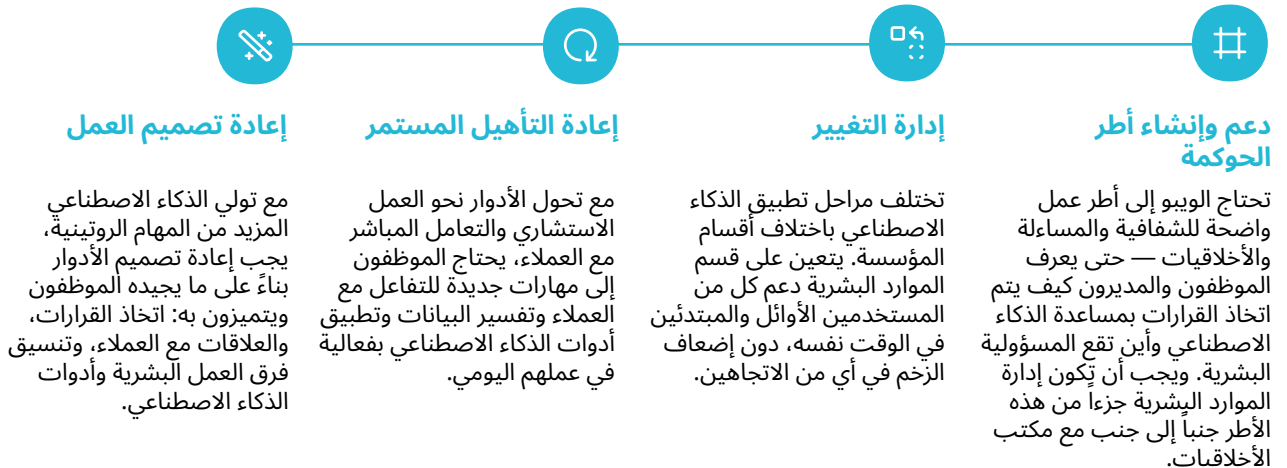 دعم وإنشاء أطر
الحوكمة
تحتاج الويبو إلى أطر عمل
واضحة للشفافية والمساءلة
والأخلاقيات — حتى يعرف
الموظفون والمديرون كيف يتم
اتخاذ القرارات بمساعدة الذكاء
الاصطناعي وأين تقع المسؤولية
البشرية. ويجب أن تكون إدارة
الموارد البشرية جزءاً من هذه
الأطر جنباً إلى جنب مع مكتب
الأخلاقيات.
إدارة التغيير
تختلف مراحل تطبيق الذكاء
الاصطناعي باختلاف أقسام
المؤسسة. يتعين على قسم
الموارد البشرية دعم كل من
المستخدمين الأوائل والمبتدئين
في الوقت نفسه، دون إضعاف
الزخم في أي من الاتجاهين.
إعادة التأهيل المستمر
مع تحول الأدوار نحو العمل
الاستشاري والتعامل المباشر
مع العملاء، يحتاج الموظفون
إلى مهارات جديدة للتفاعل مع
العملاء وتفسير البيانات وتطبيق
أدوات الذكاء الاصطناعي بفعالية
في عملهم اليومي.
إعادة تصميم العمل
مع تولي الذكاء الاصطناعي
المزيد من المهام الروتينية،
يجب إعادة تصميم الأدوار
بناءً على ما يجيده الموظفون
ويتميزون به: اتخاذ القرارات،
والعلاقات مع العملاء، وتنسيق
فرق العمل البشرية وأدوات
الذكاء الاصطناعي.